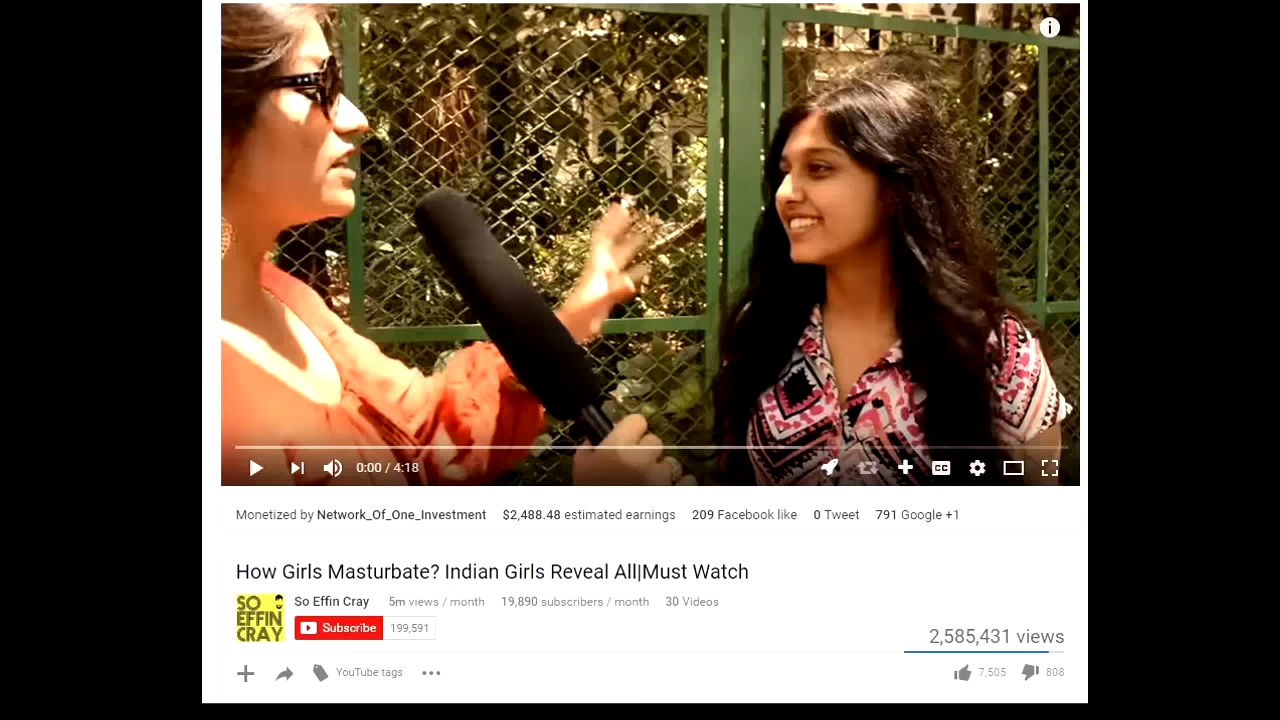 i
0:00 / 4:18
CC
Monetized by Network_Of_One_Investment $2,488.48 estimated earnings 209 Facebook like 0 Tweet 791 Google +1
How Girls Masturbate? Indian Girls Reveal All|Must Watch
SO EFFIN CRAY
So Effin Cray 5m views / month 19,890 subscribers / month 30 Videos
Subscribe 199,591
2,585,431 views
YouTube tags 7,505 808